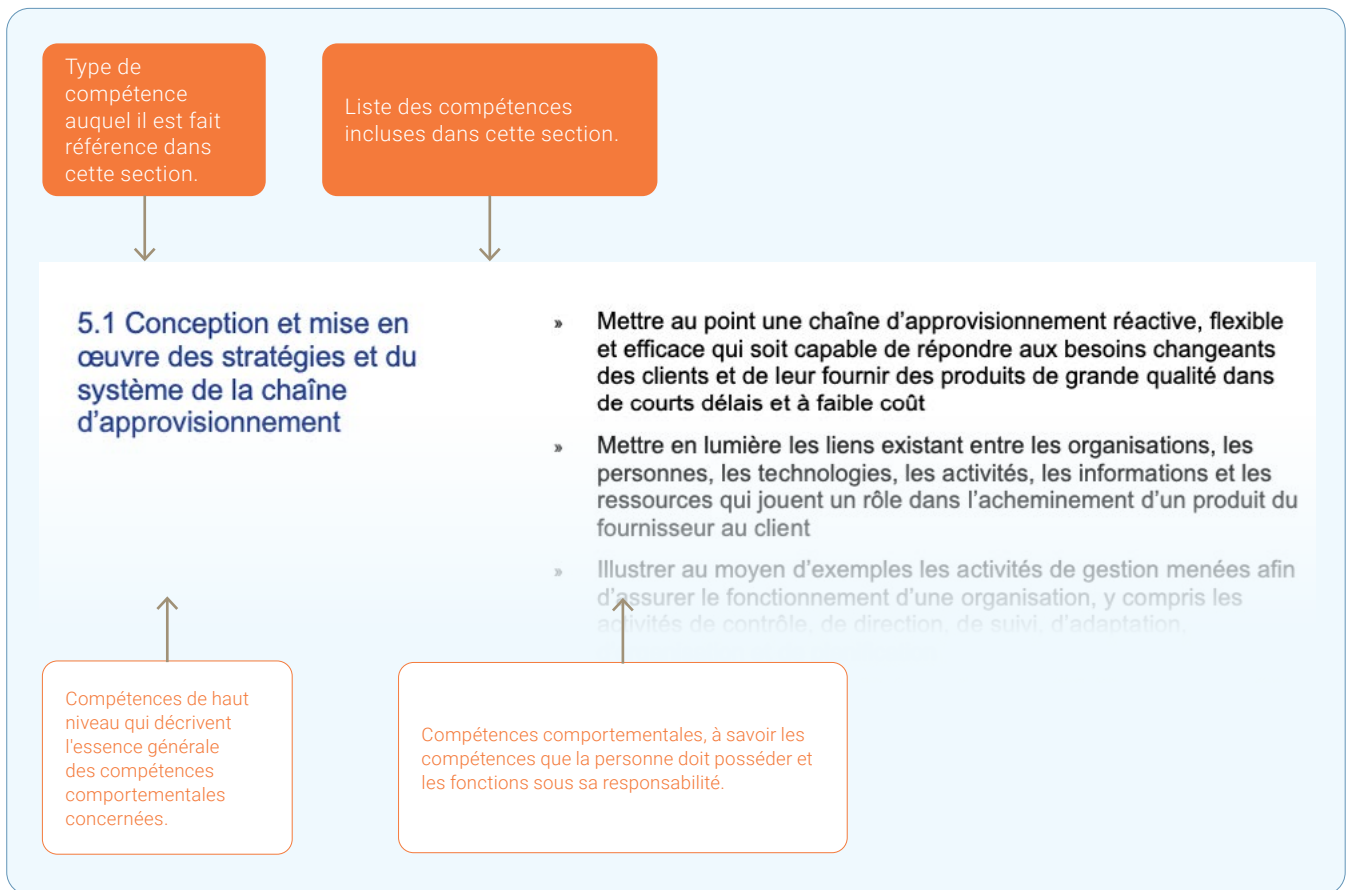 Type de
compétence
auquel il est fait
référence dans
cette section.
Liste des compétences
incluses dans cette section.
5.1 Conception et mise en
œuvre des stratégies et du
système de la chaîne
d'approvisionnement
» Mettre au point une chaîne d'approvisionnement réactive, flexible
et efficace qui soit capable de répondre aux besoins changeants
des clients et de leur fournir des produits de grande qualité dans
de courts délais et à faible coût
» Mettre en lumière les liens existant entre les organisations, les
personnes, les technologies, les activités, les informations et les
ressources qui jouent un rôle dans l'acheminement d'un produit du
fournisseur au client
» Illustrer au moyen d'exemples les activités de gestion menées afin
d'assurer le fonctionnement d'une organisation, y compris les
activités de contrôle, de direction, de suivi, d'adaptation,
Compétences de haut
niveau qui décrivent
l'essence générale
des compétences
comportementales
concernées.
Compétences comportementales, à savoir les
compétences que la personne doit posséder et
les fonctions sous sa responsabilité.